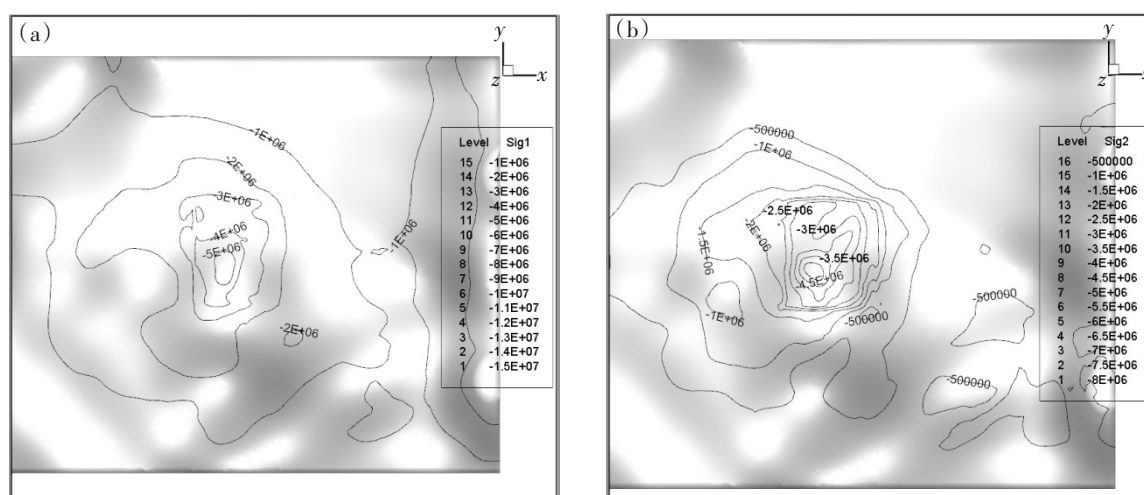 (a)
y
z
x
-1E+06
-2E+06
-3E+06
-4E+06
-5E+06
-1E+06
-2E+06
Level Sig1
15 -1E+06
14 -2E+06
13 -3E+06
12 -4E+06
11 -5E+06
10 -6E+06
9 -7E+06
8 -8E+06
7 -9E+06
6 -1E+07
5 -1.1E+07
4 -1.2E+07
3 -1.3E+07
2 -1.4E+07
1 -1.5E+07
(b)
y
z
-500000
-1E+06
-2.5E+06
-2E+06
-3E+06
-1.5E+06
-3.5E+06
-4.5E+06
-1E+06
-500000
-500000
-500000
Level Sig2
16 -500000
15 -1E+06
14 -1.5E+06
13 -2E+06
12 -2.5E+06
11 -3E+06
10 -3.5E+06
9 -4E+06
8 -4.5E+06
7 -5E+06
6 -5.5E+06
5 -6E+06
4 -6.5E+06
3 -7E+06
2 -7.5E+06
1 -8E+06